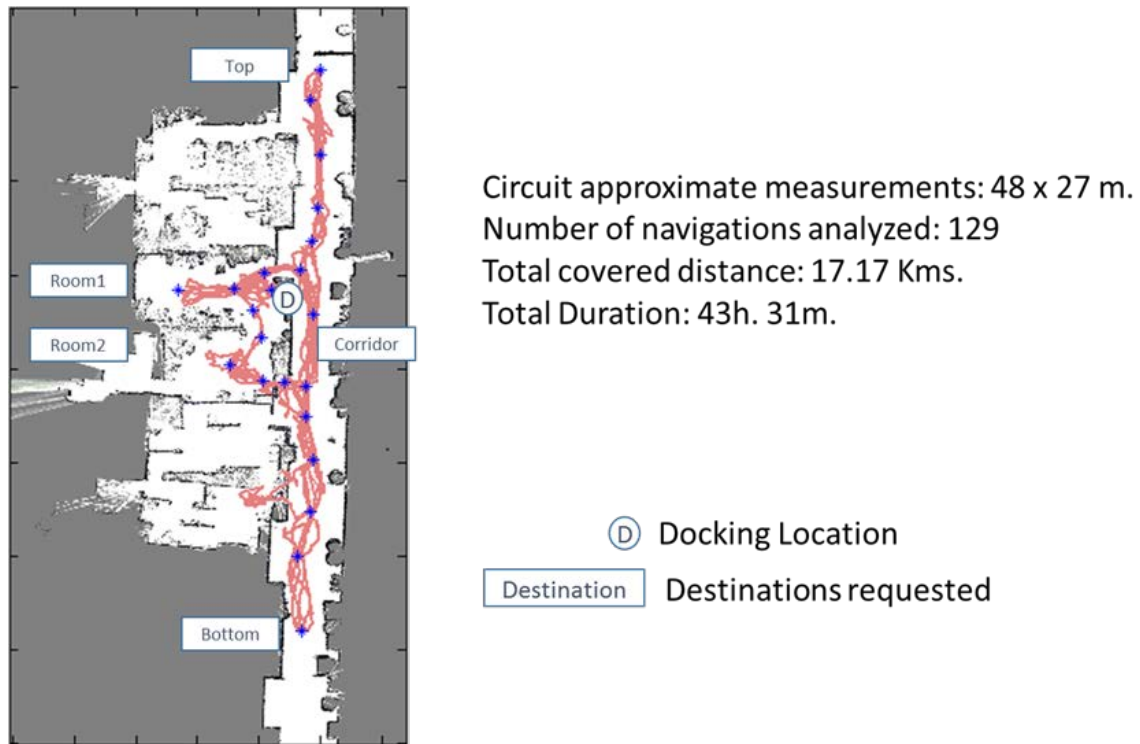 Top
Room1
Room2
Corridor
Bottom
D
Circuit approximate measurements: 48 x 27 m.
Number of navigations analyzed: 129
Total covered distance: 17.17 Kms.
Total Duration: 43h. 31m.
D Docking Location
Destination Destinations requested